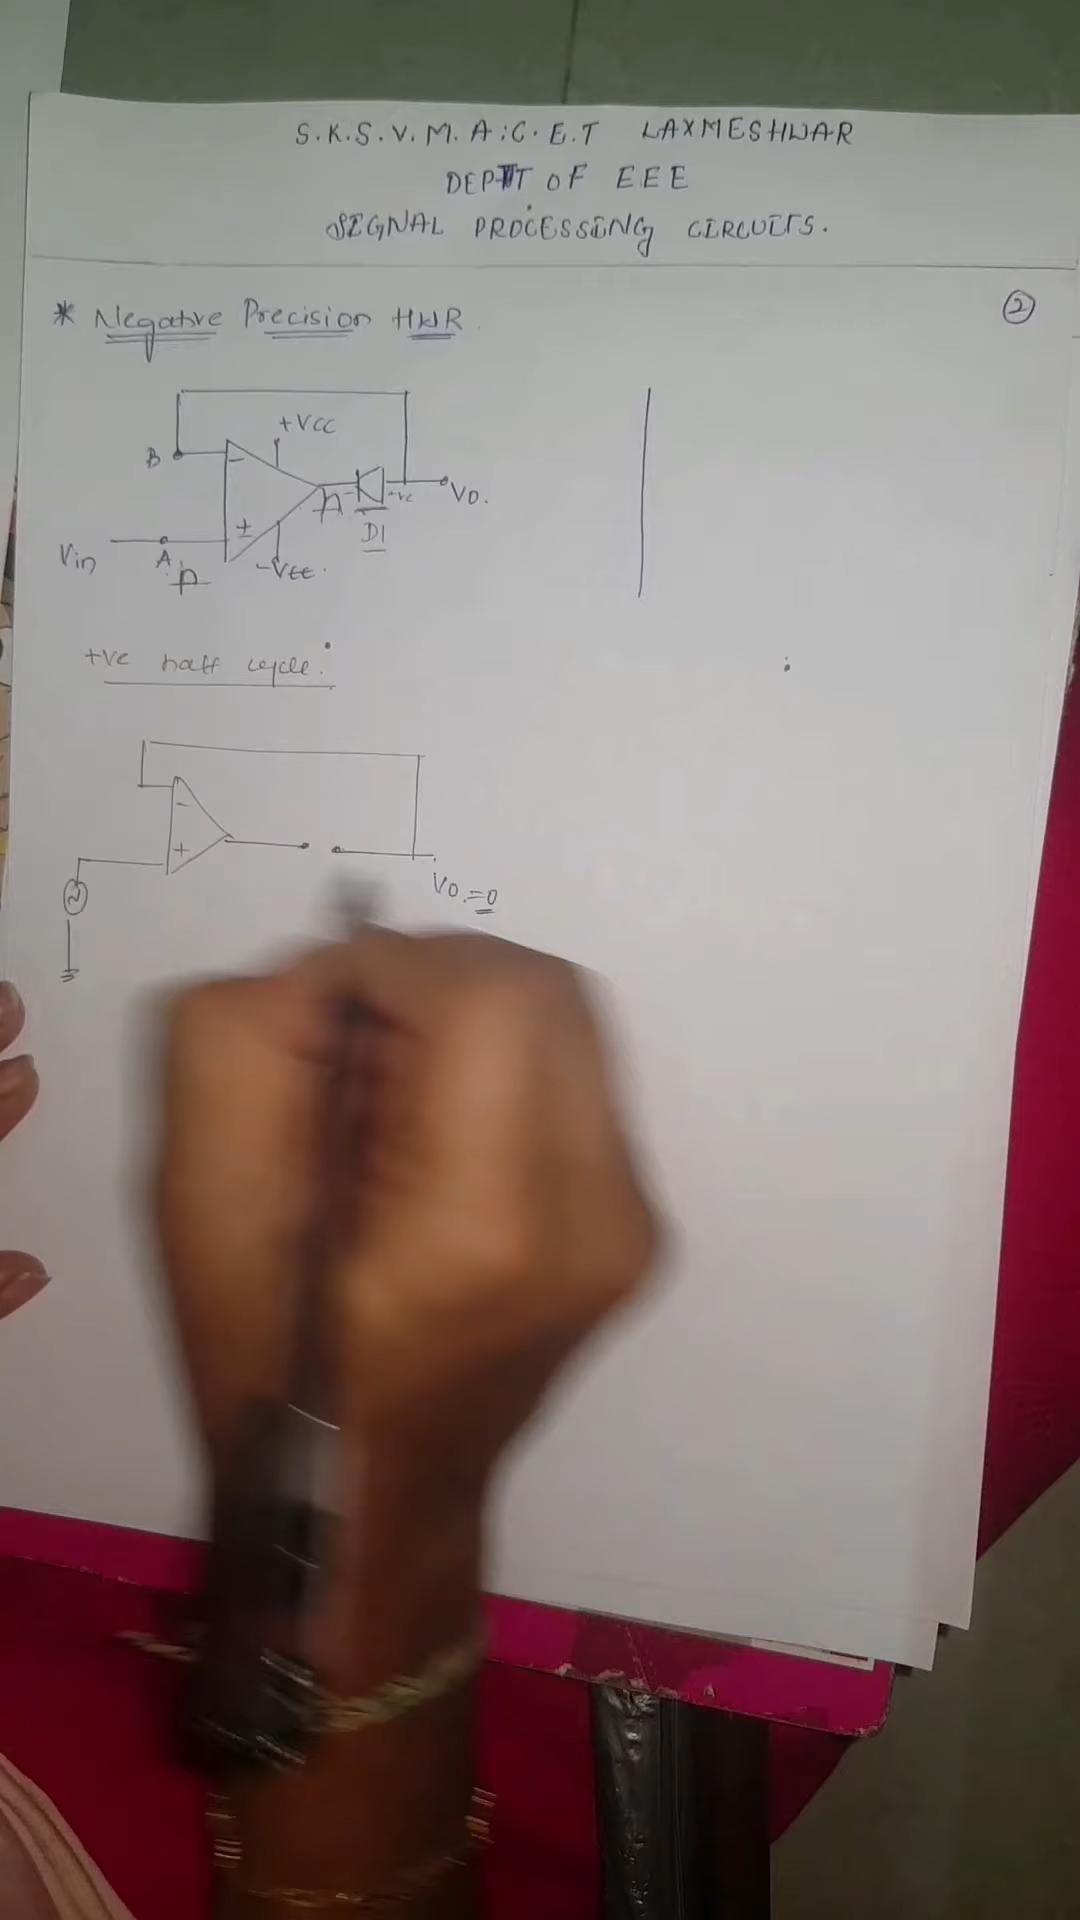 S.K.S.V.M.A.C.E.T LAXMESHWAR
DEPTT OF EEE
SIGNAL PROCESSING CIRCUITS.
* Negative Precision HWR.
2
+VCC
B
-
+ve
Vo.
D1
±
Vin
A
-VEE.
+ve half cycle:
-
+
Vo.=0